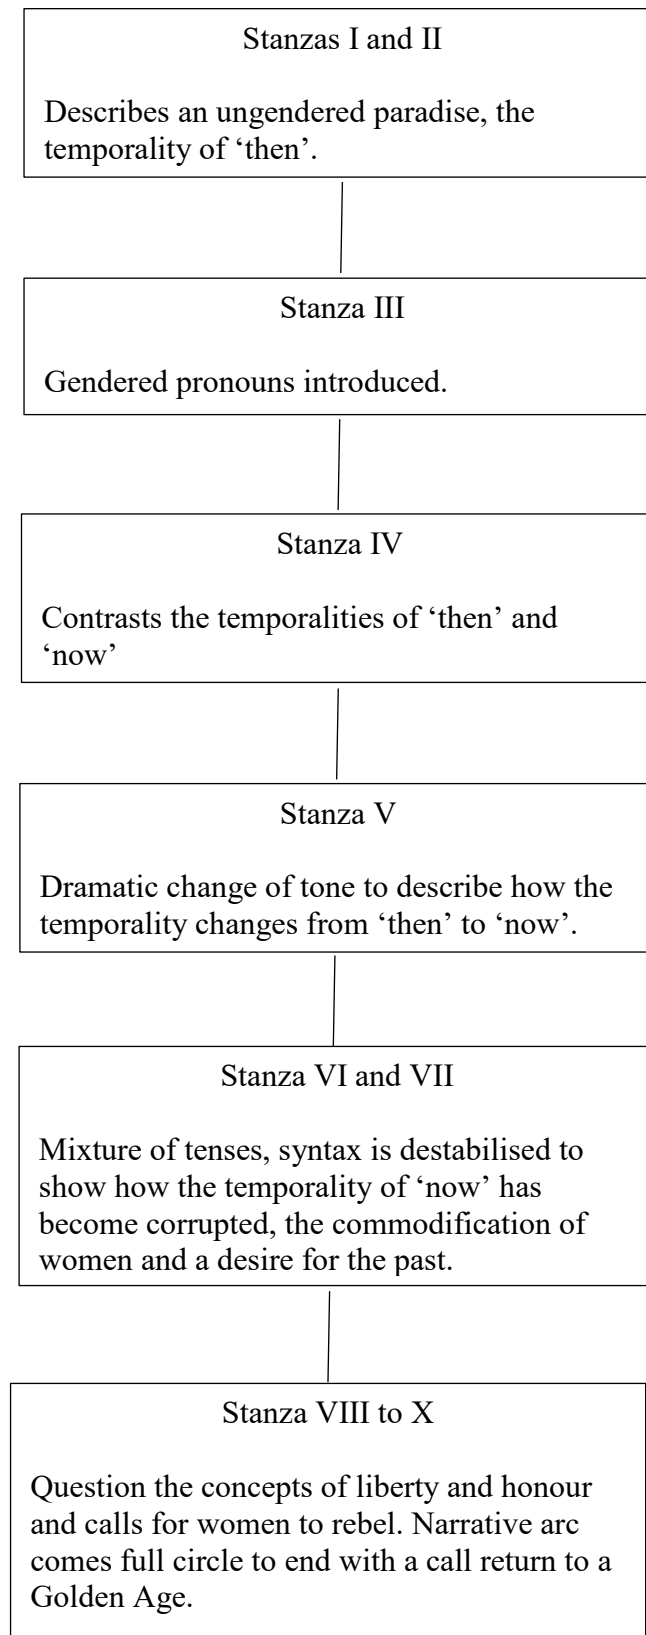 Stanzas I and II
Describes an ungendered paradise, the
temporality of ‘then’.
Stanza III
Gendered pronouns introduced.
Stanza IV
Contrasts the temporalities of ‘then’ and
‘now’
Stanza V
Dramatic change of tone to describe how the
temporality changes from ‘then’ to ‘now’.
Stanza VI and VII
Mixture of tenses, syntax is destabilised to
show how the temporality of ‘now’ has
become corrupted, the commodification of
women and a desire for the past.
Stanza VIII to X
Question the concepts of liberty and honour
and calls for women to rebel. Narrative arc
comes full circle to end with a call return to a
Golden Age.